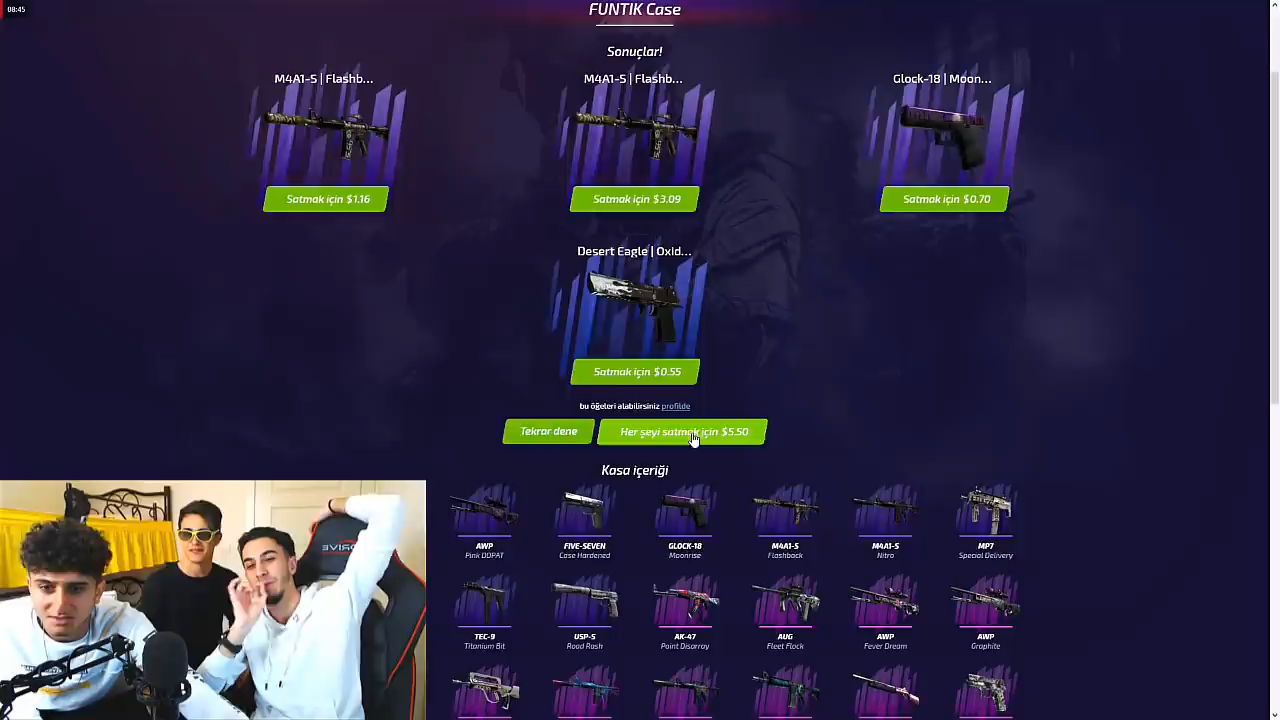 08:45
FUNTIK Case
Sonuçlar!
M4A1-S | Flashb...
M4A1-S | Flashb...
Glock-18 | Moon...
Satmak için $1.16
Satmak için $3.09
Satmak için $0.70
Desert Eagle | Oxid...
Satmak için $0.55
bu öğeleri alabilirsiniz profilde
Tekrar dene
Her şeyi satmak için $5.50
Kasa içeriği
AWP
Pink DDPAT
FIVE-SEVEN
Case Hardened
GLOCK-18
Moonrise
M4A1-S
Flashback
M4A1-S
Nitro
MP7
Special Delivery
TEC-9
Titanium Bit
USP-S
Road Rash
AK-47
Point Disarray
AUG
Fleet Flock
AWP
Fever Dream
AWP
Graphite